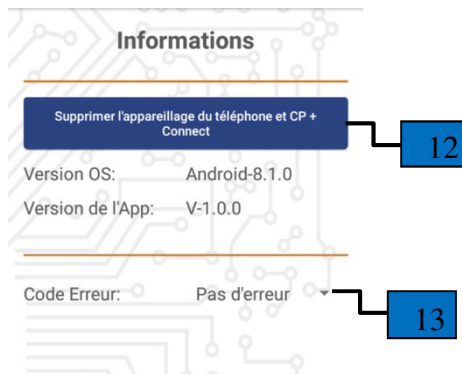 Informations
Supprimer l'appareillage du téléphone et CP +
Connect
12
Version OS: Android-8.1.0
Version de l'App: V-1.0.0
Code Erreur: Pas d'erreur
13